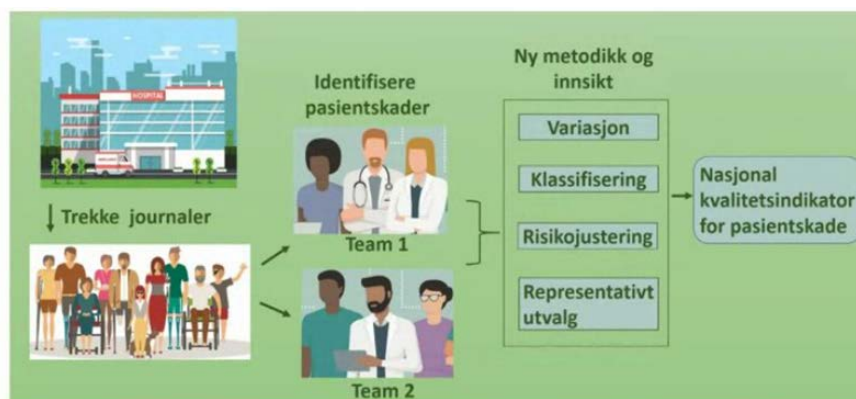 HOSPITAL
Trekke journaler
Identifisere
pasientskader
Team 1
Team 2
Ny metodikk og
innsikt
Variasjon
Klassifisering
Risikojustering
Representativt
utvalg
Nasjonal
kvalitetsindikator
for pasientskade